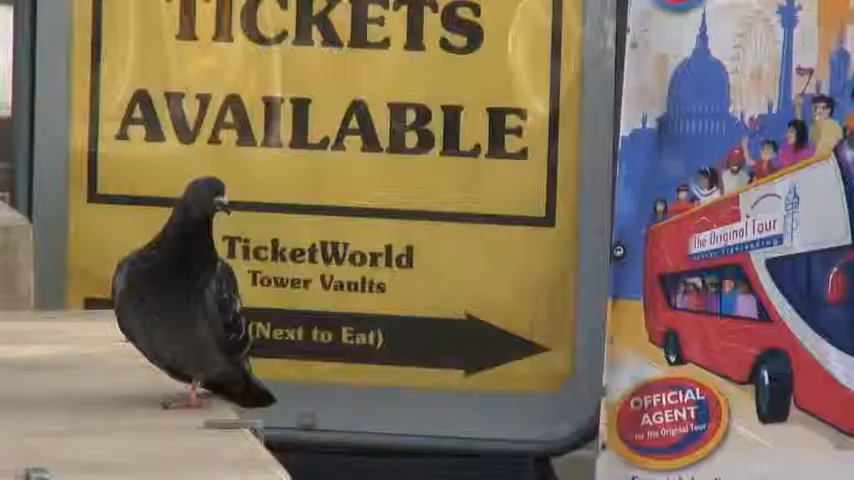 TICKETS
AVAILABLE
TicketWorld
Tower Vaults
(Next to Eat)
The Original Tour
OFFICIAL
AGENT
for the Original Tour